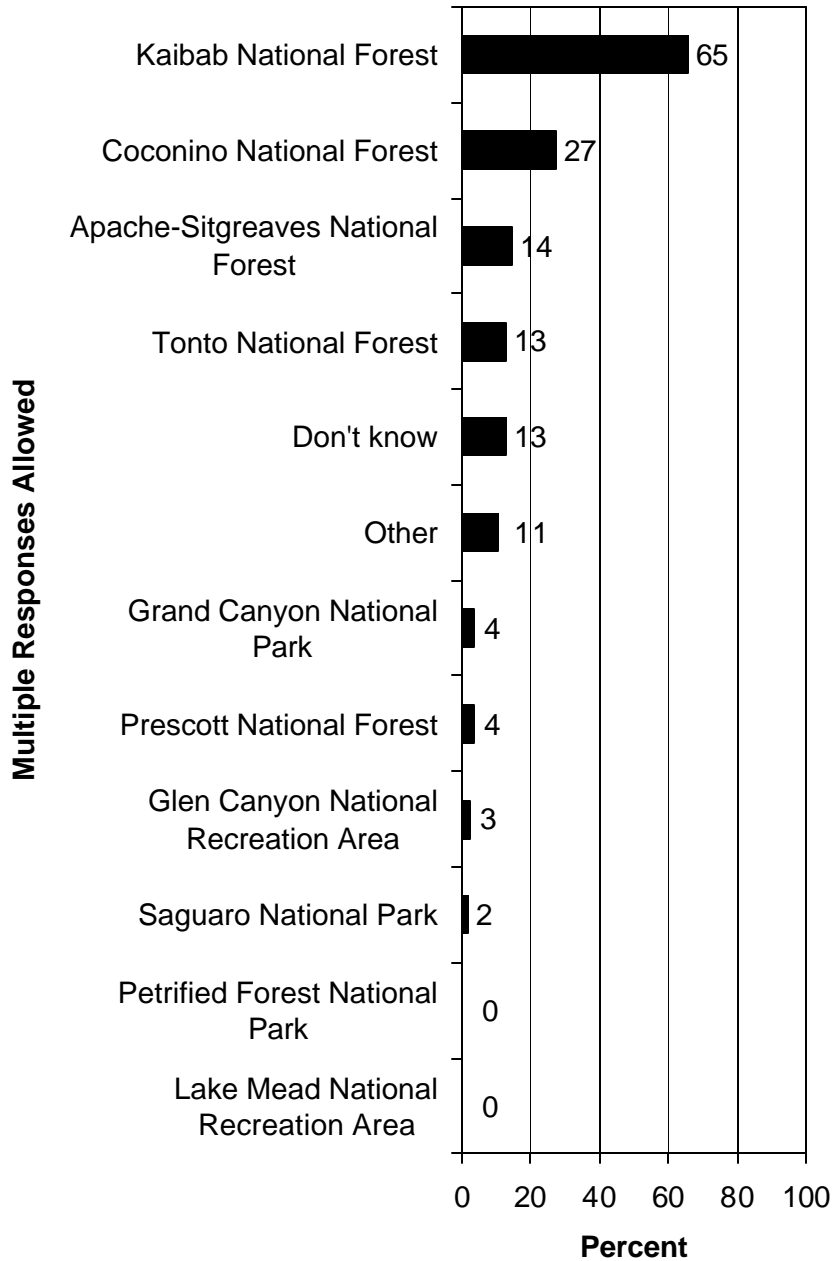 Multiple Responses Allowed
Kaibab National Forest 65
Coconino National Forest 27
Apache-Sitgreaves National
Forest 14
Tonto National Forest 13
Don't know 13
Other 11
Grand Canyon National
Park 4
Prescott National Forest 4
Glen Canyon National
Recreation Area 3
Saguaro National Park 2
Petrified Forest National
Park 0
Lake Mead National
Recreation Area 0
0 20 40 60 80 100
Percent